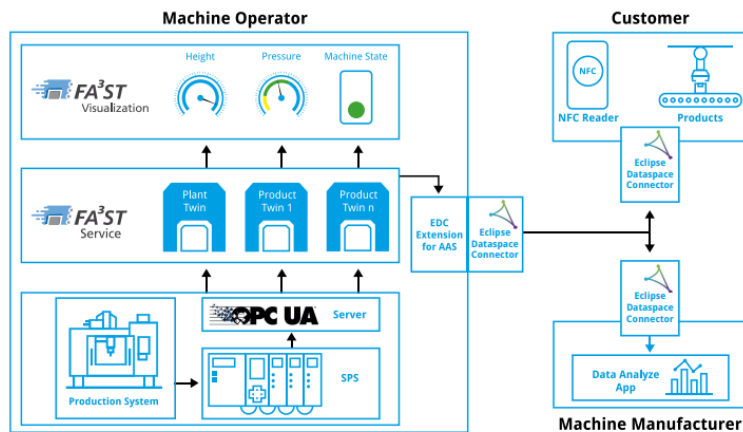 Machine Operator
Customer
Height
Pressure
Machine State
FA³ST
Visualization
NFC
NFC Reader
Products
Eclipse
Dataspace
Connector
FA³ST
Service
Plant
Twin
Product
Twin 1
Product
Twin n
EDC
Extension
for AAS
Eclipse
Dataspace
Connector
Eclipse
Dataspace
Connector
OPC UA
Server
SPS
Production System
Data Analyze
App
Machine Manufacturer